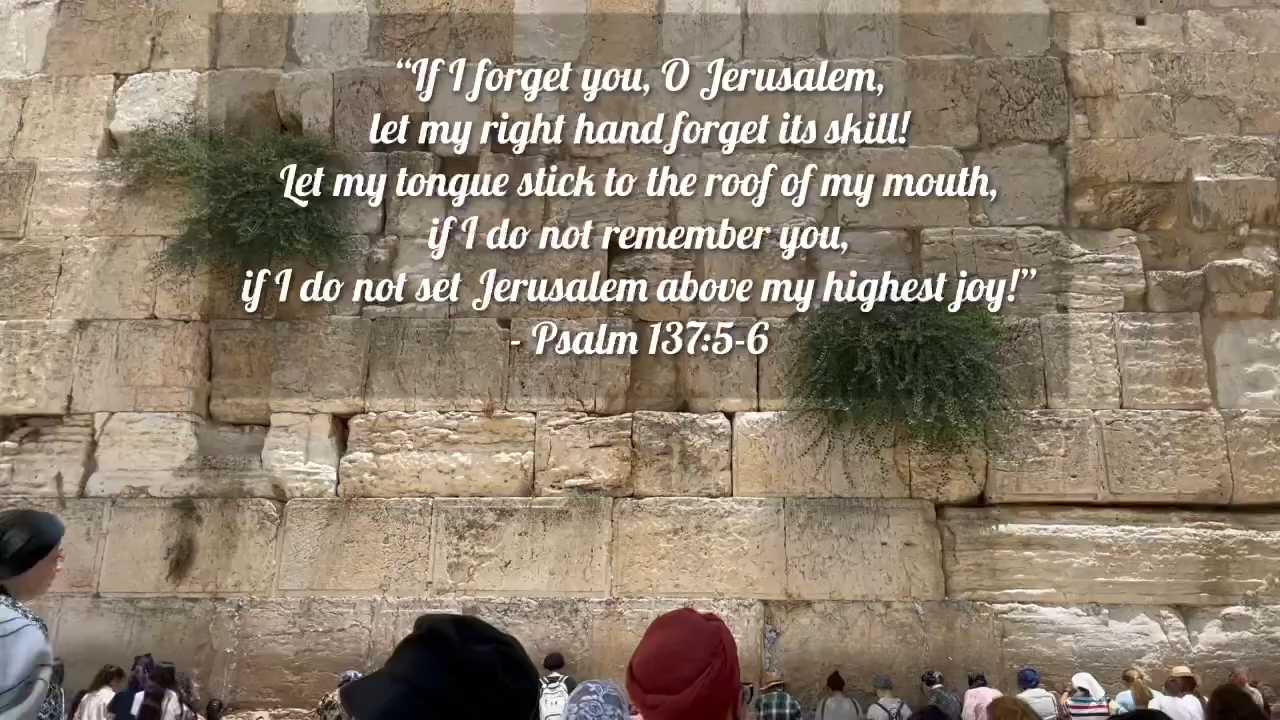 “If I forget you, O Jerusalem,
let my right hand forget its skill!
Let my tongue stick to the roof of my mouth,
if I do not remember you,
if I do not set Jerusalem above my highest joy!”
- Psalm 137:5-6